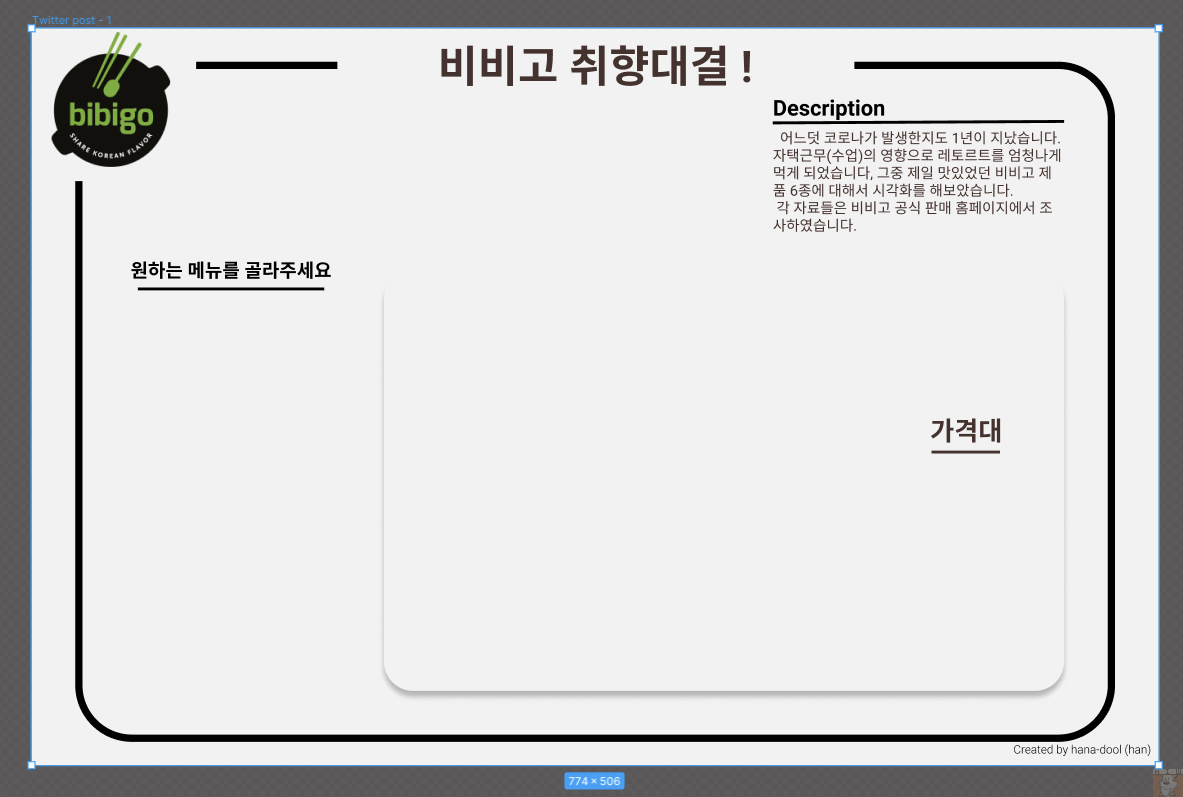 Twitter post – 1
비비고 취향대결 !
bibigo
SHARE KOREAN FLAVOR
Description
어느덧 코로나가 발생한지도 1년이 지났습니다.
자택근무(수업)의 영향으로 레토르트를 엄청나게
먹게 되었습니다, 그중 제일 맛있었던 비비고 제
품 6종에 대해서 시각화를 해보았습니다.
각 자료들은 비비고 공식 판매 홈페이지에서 조
사하였습니다.
원하는 메뉴를 골라주세요
가격대
Created by hana-dool (han)
774 × 506